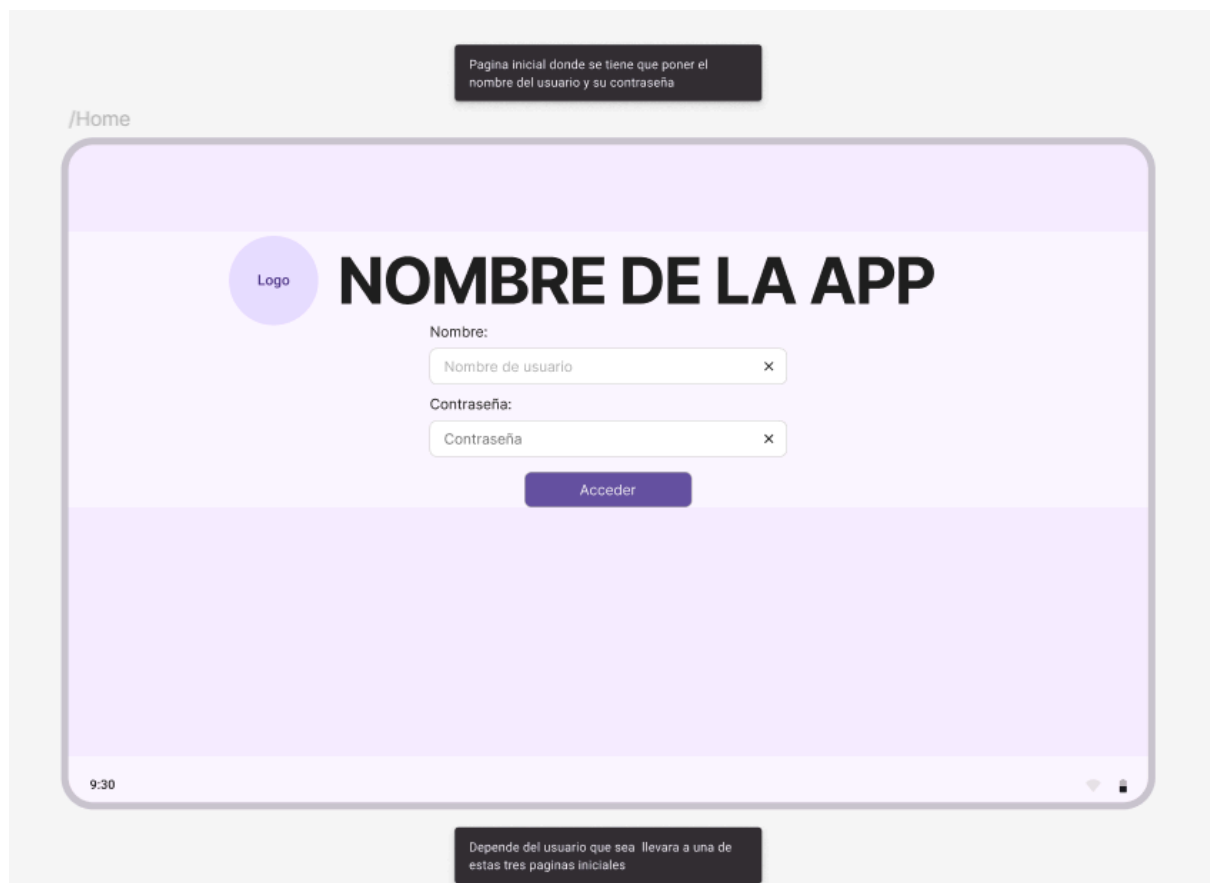 Pagina inicial donde se tiene que poner el
nombre del usuario y su contraseña
/Home
Logo
NOMBRE DE LA APP
Nombre:
Nombre de usuario
Contraseña:
Contraseña
Acceder
9:30
Depende del usuario que sea llevara a una de
estas tres paginas iniciales